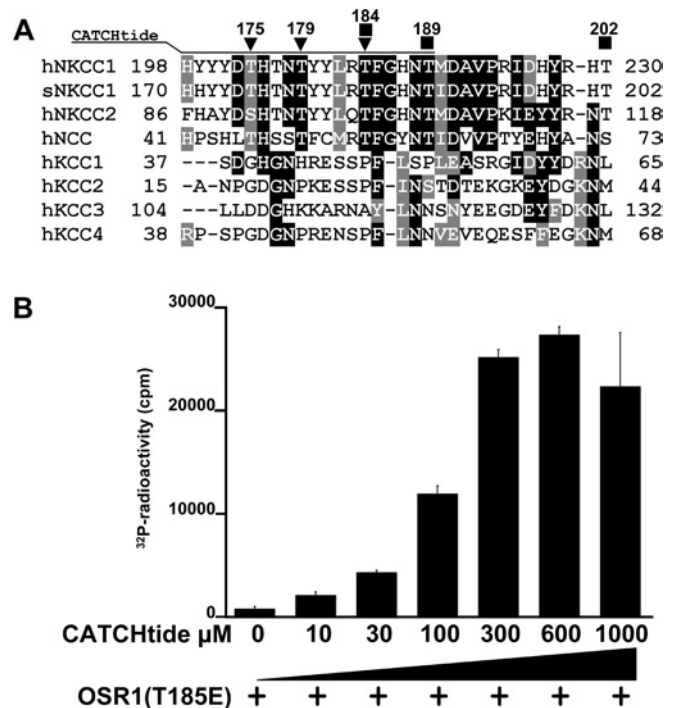 A
175 179 184 189 202
CATCHtide
hNKCC1 198 HYYYDTHTNTYYLRTFGHNTMDAVPRIDHYR-HT 230
sNKCC1 170 HHYYDTHTNTYYLRTFGHNTIDAVPRIDHYR-HT 202
hNKCC2 86 FHAYDSHTNTYYLQTFGHNTMDAVPKIEYYR-NT 118
hNCC 41 HPSHLTHSSTFCMRTFGYNTIDVVPTYEHYA-NS 73
hKCC1 37 ---SDGHGNHRESSPF-LSPLEASRGIDYYDRNL 65
hKCC2 15 -A-NPGDGNPKESSPF-INSTDTEKGKEYDGKNM 44
hKCC3 104 ---LLDDGHKKARNAY-LNNSNYEEGDEYFDKNL 132
hKCC4 38 RP-SPGDGNPRENSPF-LNNVEVEQESFFEGKNM 68
B
³²P-radioactivity (cpm)
30000
20000
10000
0
CATCHtide µM 0 10 30 100 300 600 1000
OSR1(T185E) + + + + + + +